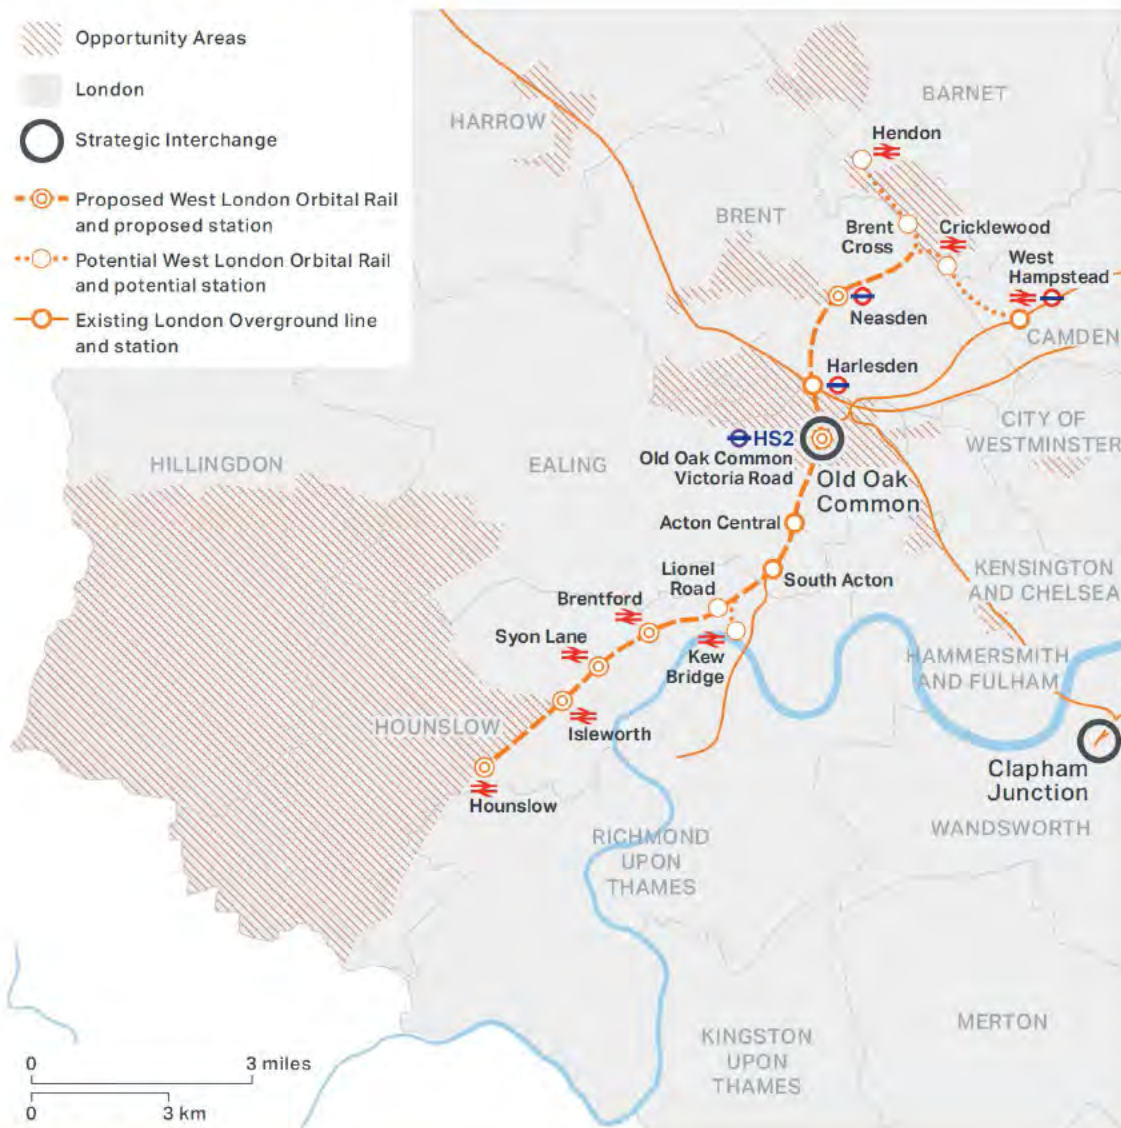 Opportunity Areas
London
Strategic Interchange
Proposed West London Orbital Rail
and proposed station
Potential West London Orbital Rail
and potential station
Existing London Overground line
and station
BARNET
HARROW
Hendon
BRENT
Brent
Cross
Cricklewood
West
Hampstead
Neasden
CAMDEN
Harlesden
CITY OF
WESTMINSTER
HS2
Old Oak Common
Victoria Road
Old Oak
Common
HILLINGDON
EALING
Acton Central
South Acton
KENSINGTON
AND CHELSEA
Lionel
Road
Brentford
Syon Lane
Kew
Bridge
HAMMERSMITH
AND FULHAM
HOUNSLOW
Isleworth
Hounslow
Clapham
Junction
WANDSWORTH
RICHMOND
UPON
THAMES
MERTON
KINGSTON
UPON
THAMES
0 3 miles
0 3 km